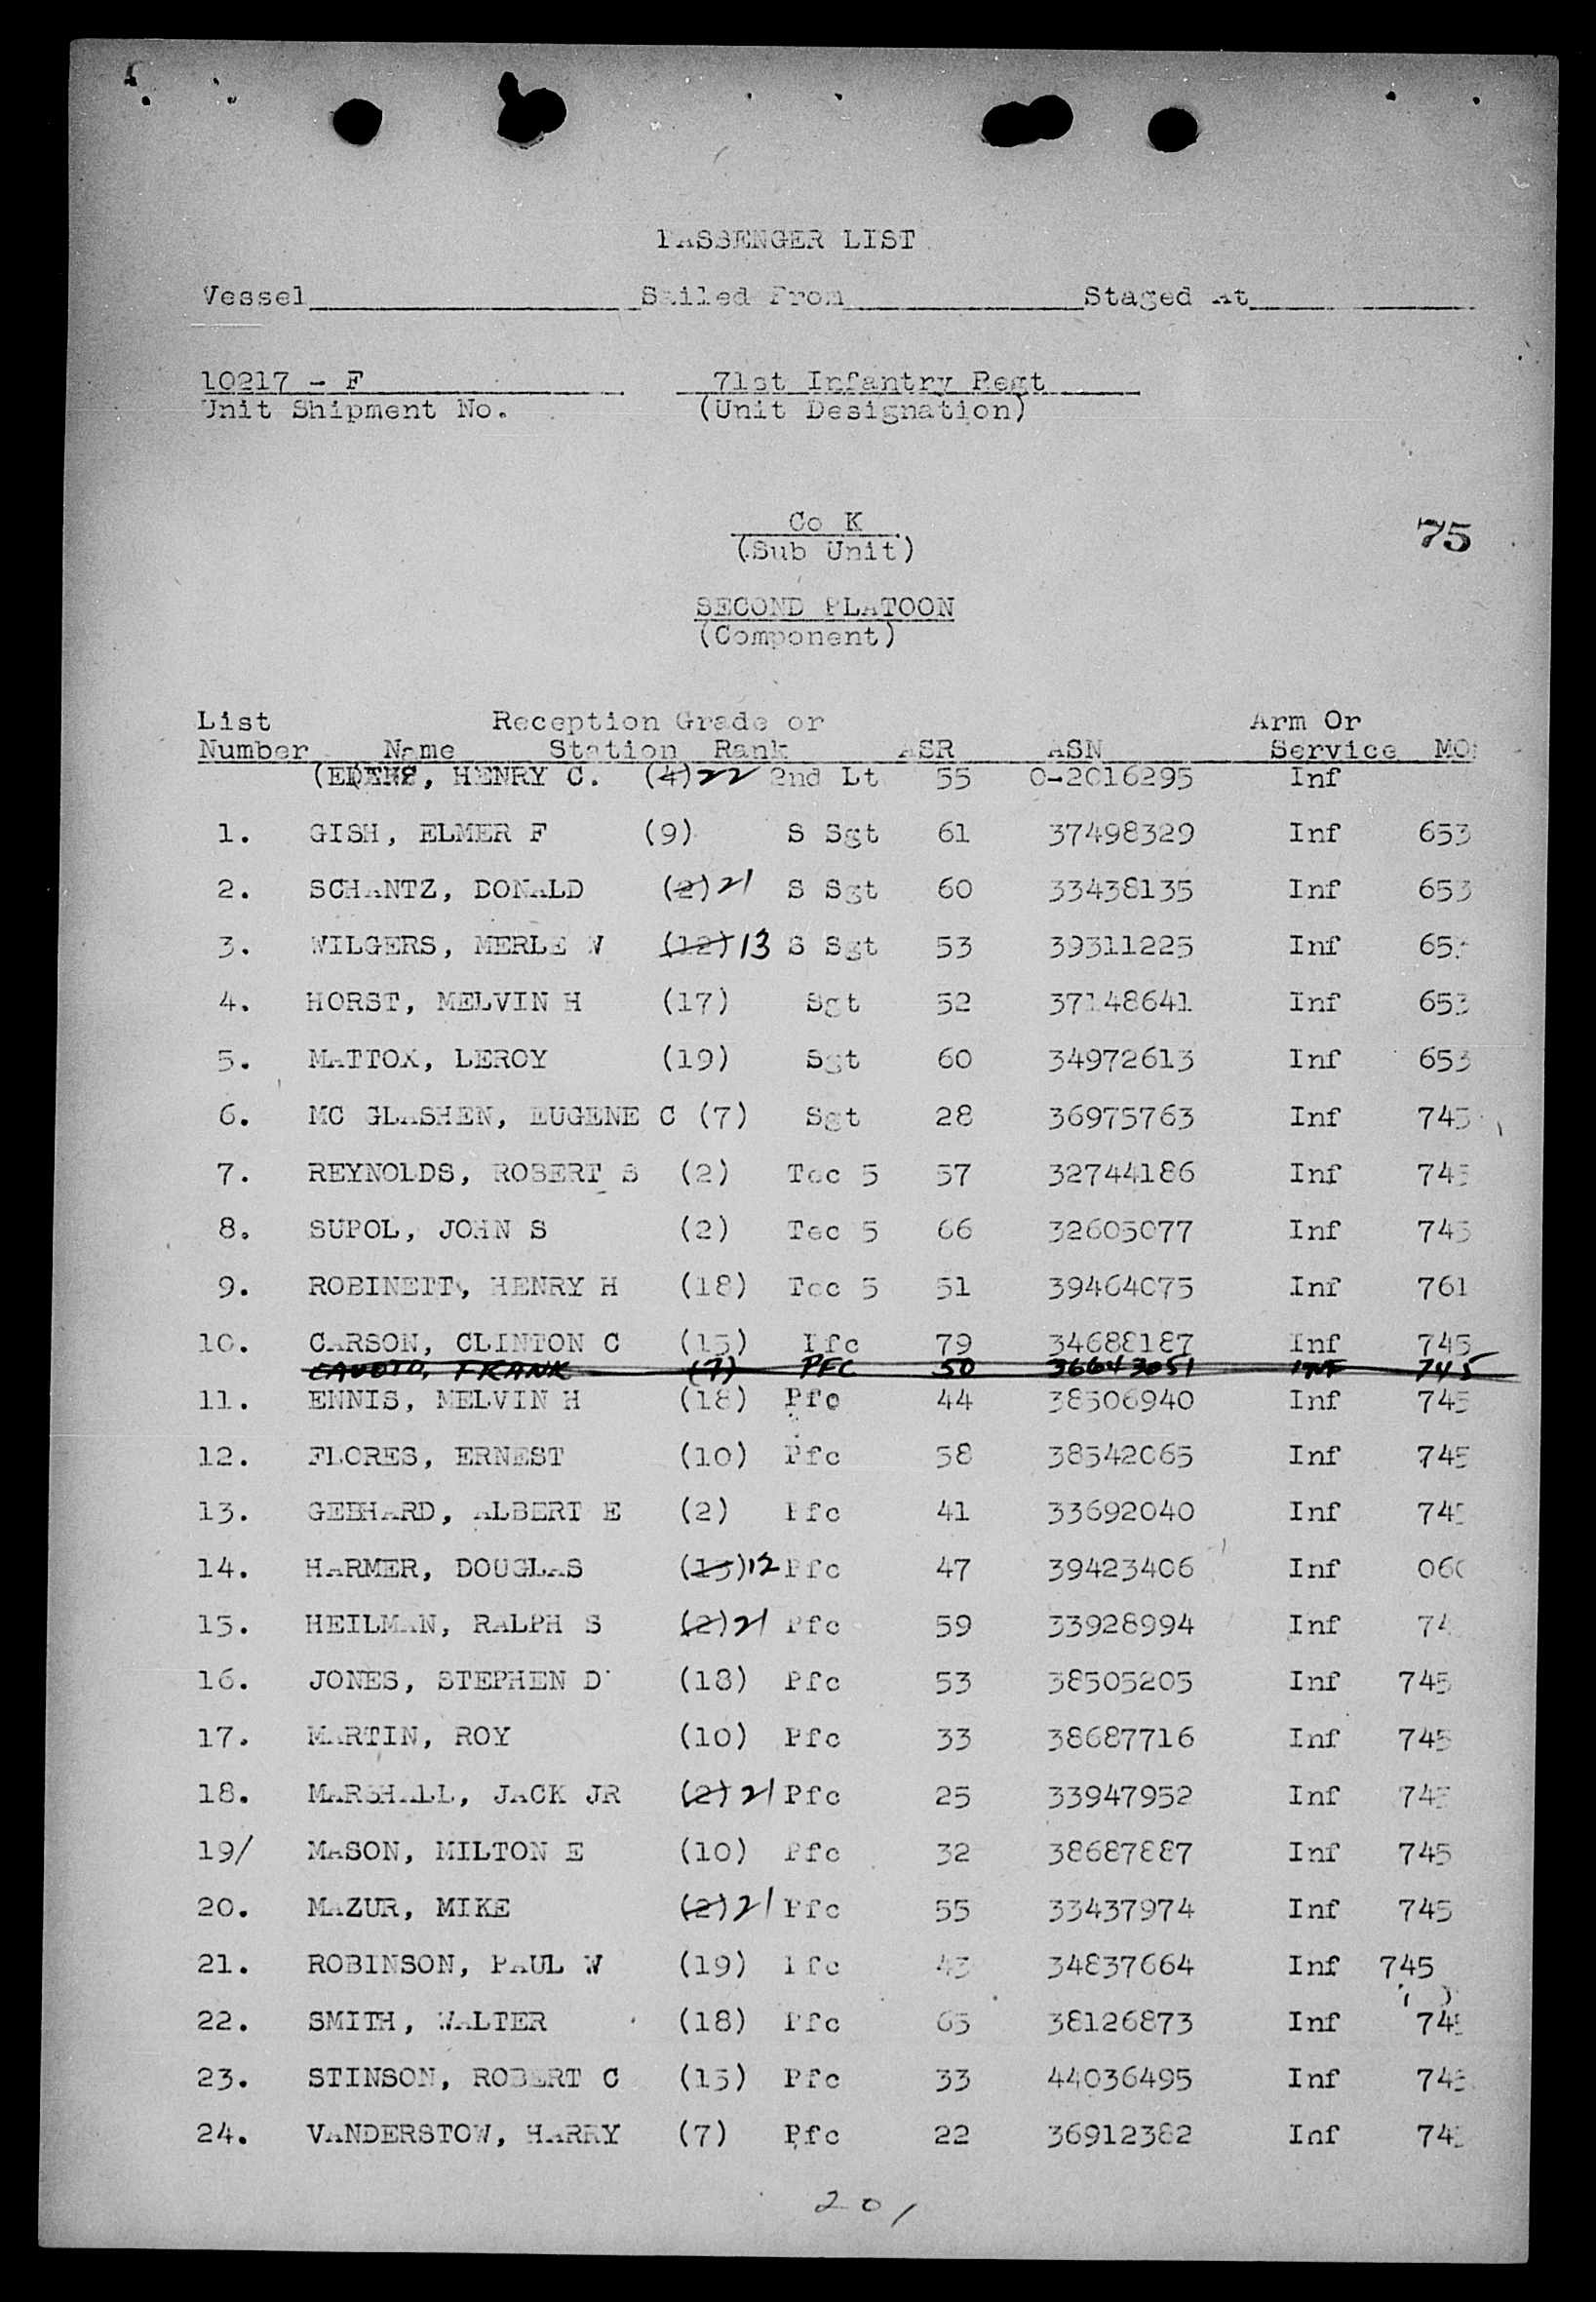 PASSENGER LIST
Vessel Sailed From Staged At
10217 - F 71st Infantry Regt
Unit Shipment No. (Unit Designation)
Co K
(Sub Unit)
75
SECOND PLATOON
(Component)
List Reception Grade or Arm Or
Number Name Station Rank ASR ASN Service MO
HENRY C. (4) 22 2nd Lt 55 O-2016295 Inf
1. GISH, ELMER F (9) S Sgt 61 37498329 Inf 653
2. SCHANTZ, DONALD (2) 21 S Sgt 60 33438135 Inf 653
3. WILGERS, MERLE W (12) 13 S Sgt 53 39311225 Inf 653
4. HORST, MELVIN H (17) Sgt 52 37148641 Inf 653
5. MATTOX, LEROY (19) Sgt 60 34972613 Inf 653
6. MC GLASHEN, EUGENE C (7) Sgt 28 36975763 Inf 745
7. REYNOLDS, ROBERT S (2) Tec 5 57 32744186 Inf 745
8. SUPOL, JOHN S (2) Tec 5 66 32605077 Inf 745
9. ROBINETT, HENRY H (18) Tec 5 51 39464075 Inf 761
10. CARSON, CLINTON C (15) Pfc 79 34688187 Inf 745
FRANK (7) PFC 50 36643051 INF 745
11. ENNIS, MELVIN H (18) Pfc 44 38506940 Inf 745
12. FLORES, ERNEST (10) Pfc 58 38542065 Inf 745
13. GEBHARD, ALBERT E (2) Pfc 41 33692040 Inf 745
14. HARMER, DOUGLAS (15) 12 Pfc 47 39423406 Inf 060
15. HEILMAN, RALPH S (2) 21 Pfc 59 33928994 Inf 74
16. JONES, STEPHEN D (18) Pfc 53 38505205 Inf 745
17. MARTIN, ROY (10) Pfc 33 38687716 Inf 745
18. MARSHALL, JACK JR (2) 21 Pfc 25 33947952 Inf 745
19/ MASON, MILTON E (10) Pfc 32 38687887 Inf 745
20. MAZUR, MIKE (2) 21 Pfc 55 33437974 Inf 745
21. ROBINSON, PAUL W (19) Pfc 43 34837664 Inf 745
22. SMITH, WALTER (18) Pfc 65 38126873 Inf 745
23. STINSON, ROBERT C (15) Pfc 33 44036495 Inf 745
24. VANDERSTOW, HARRY (7) Pfc 22 36912382 Inf 745
201